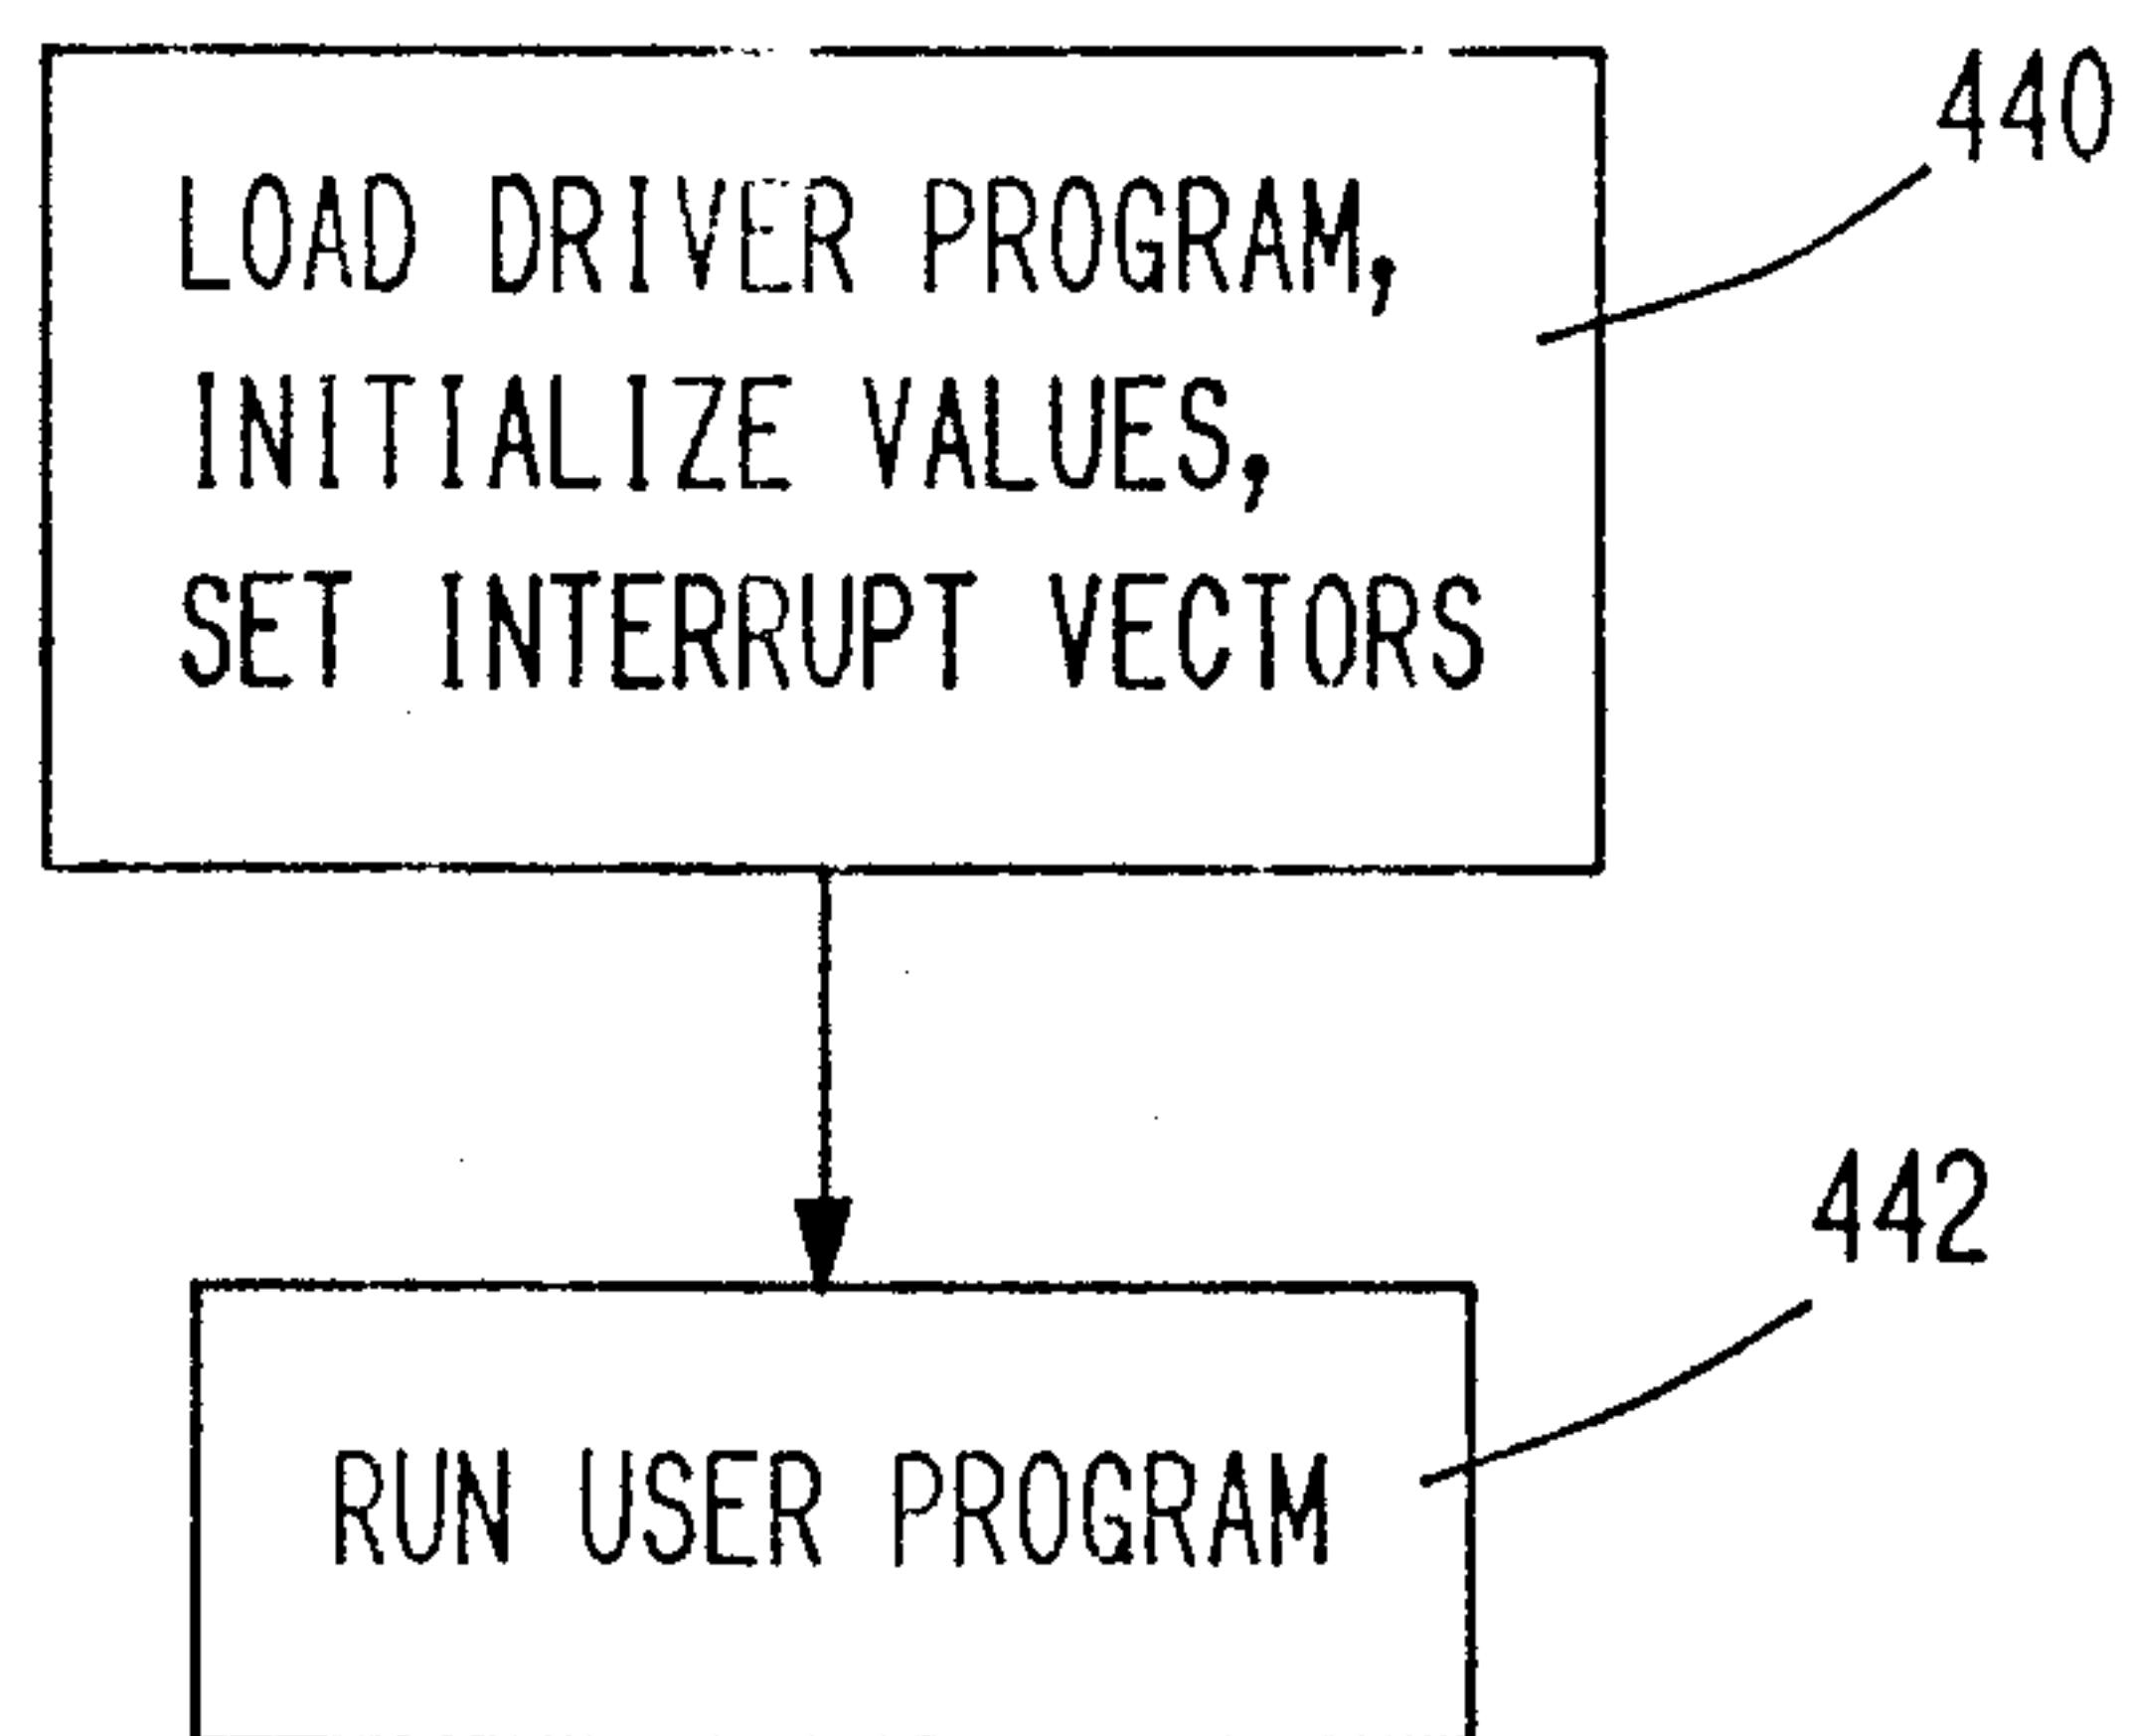 440
LOAD DRIVER PROGRAM,
INITIALIZE VALUES,
SET INTERRUPT VECTORS
442
RUN USER PROGRAM